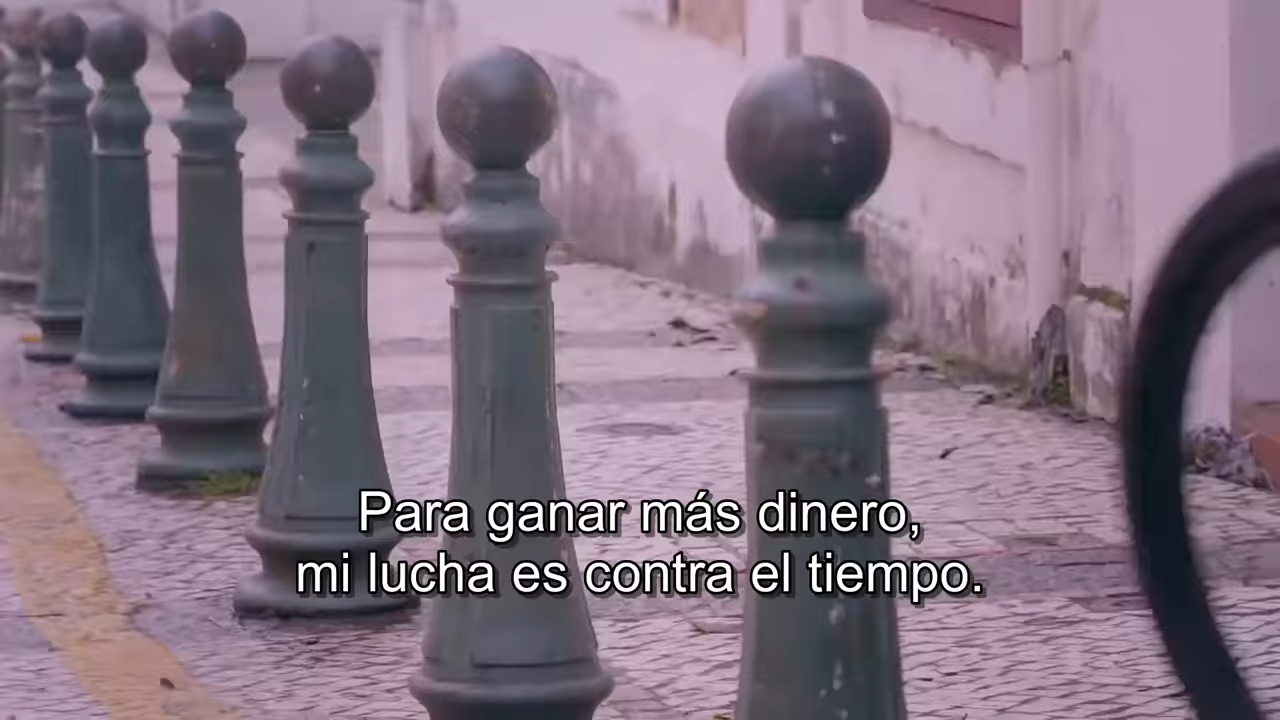 Para ganar más dinero,
mi lucha es contra el tiempo.